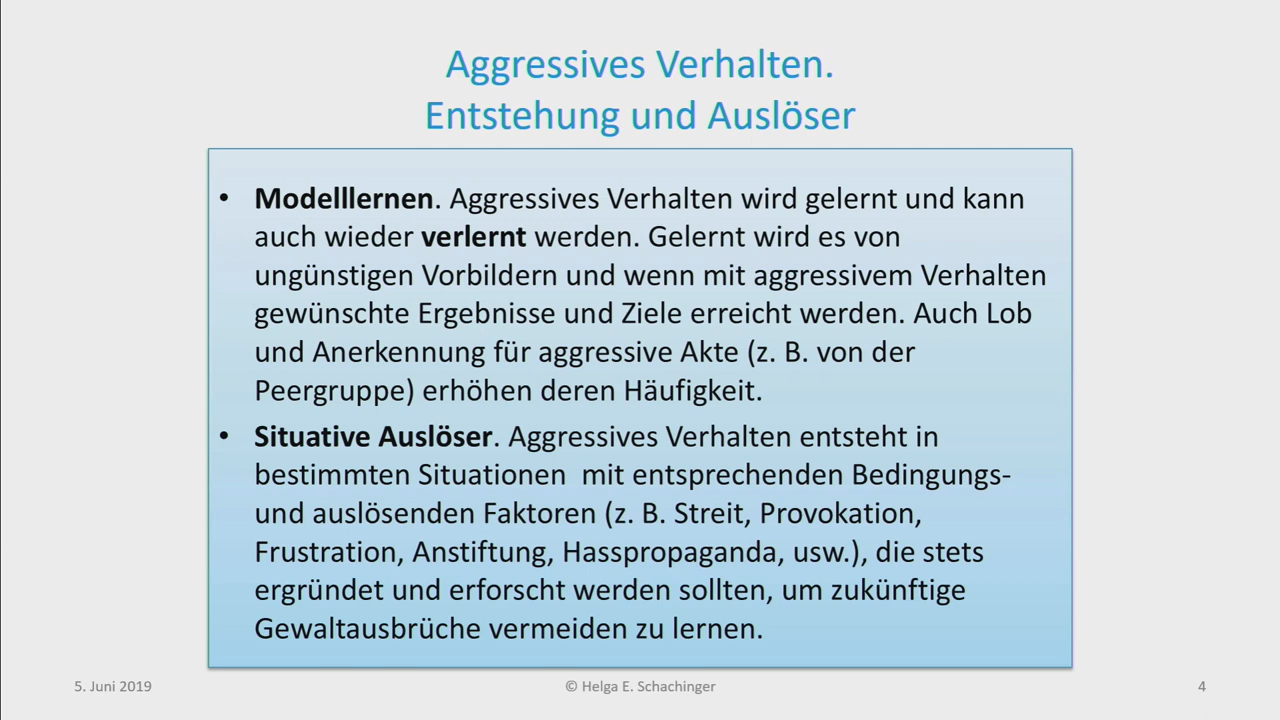 Aggressives Verhalten.
Entstehung und Auslöser
• Modelllernen. Aggressives Verhalten wird gelernt und kann
auch wieder verlernt werden. Gelernt wird es von
ungünstigen Vorbildern und wenn mit aggressivem Verhalten
gewünschte Ergebnisse und Ziele erreicht werden. Auch Lob
und Anerkennung für aggressive Akte (z. B. von der
Peergruppe) erhöhen deren Häufigkeit.
• Situative Auslöser. Aggressives Verhalten entsteht in
bestimmten Situationen  mit entsprechenden Bedingungs-
und auslösenden Faktoren (z. B. Streit, Provokation,
Frustration, Anstiftung, Hasspropaganda, usw.), die stets
ergründet und erforscht werden sollten, um zukünftige
Gewaltausbrüche vermeiden zu lernen.
5. Juni 2019
© Helga E. Schachinger
4